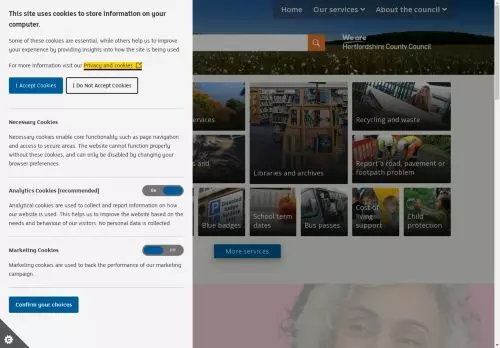 This site uses cookies to store information on your
computer.
Some of these cookies are essential, while others help us to
improve your experience by providing insights into how the site is being used.
For more information visit our Privacy and cookies
I Accept Cookies
I Do Not Accept Cookies
Necessary Cookies
Necessary cookies enable core functionality such as page navigation
and access to secure areas. The website cannot function properly
without these cookies, and can only be disabled by changing your
browser preferences.
Analytics Cookies [recommended]
On
Analytical cookies are used to collect and report information on how
our website is used. This helps us to improve the website based on the
needs and behaviour of our visitors. No personal data is collected.
Marketing Cookies
Off
Marketing cookies are used to track the performance of our marketing
campaign.
Confirm your choices
Home
Our services
About the council
We are
Hertfordshire County Council
services
Recycling and waste
and
Libraries and archives
Report a road, pavement or
footpath problem
Blue badges
School term
dates
Bus passes
Cost of
living
support
Child
protection
More services